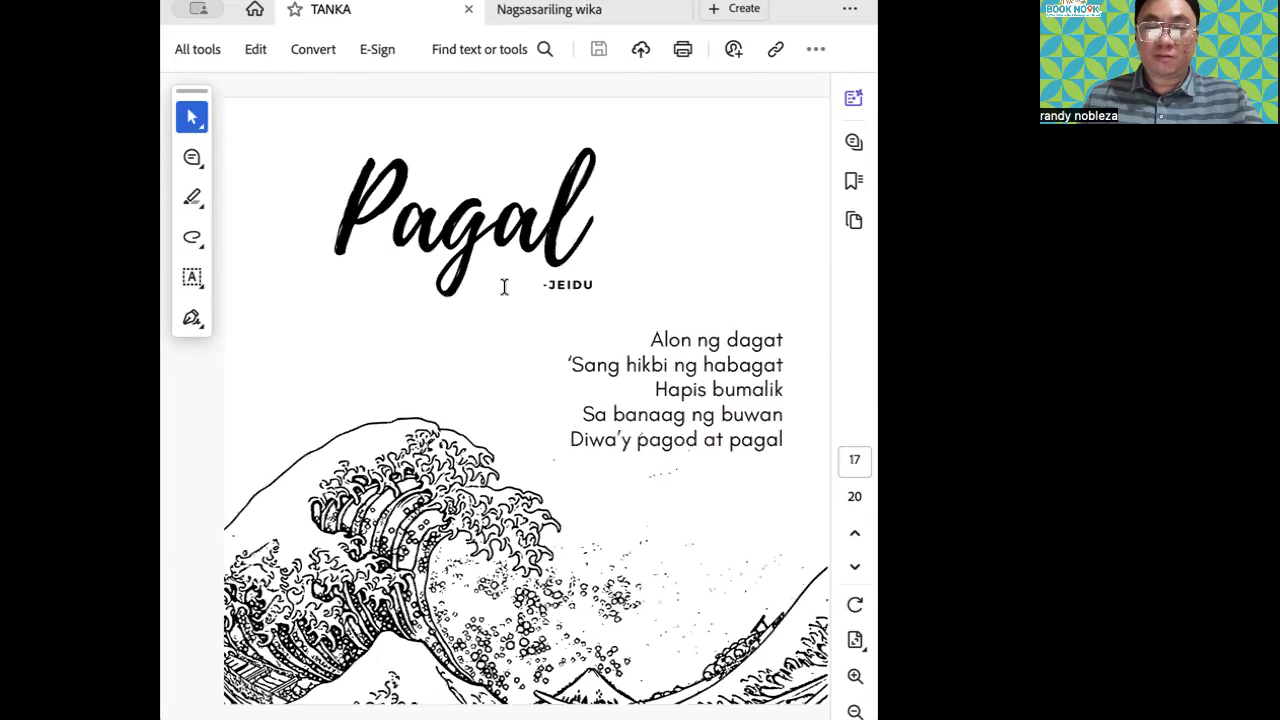 TANKA
Nagsasariling wika
Create
All tools
Edit
Convert
E-Sign
Find text or tools
Pagal
-JEIDU
Alon ng dagat
‘Sang hikbi ng habagat
Hapis bumalik
Sa banaag ng buwan
Diwa’y pagod at pagal
17
20
BOOK NOOK
randy nobleza